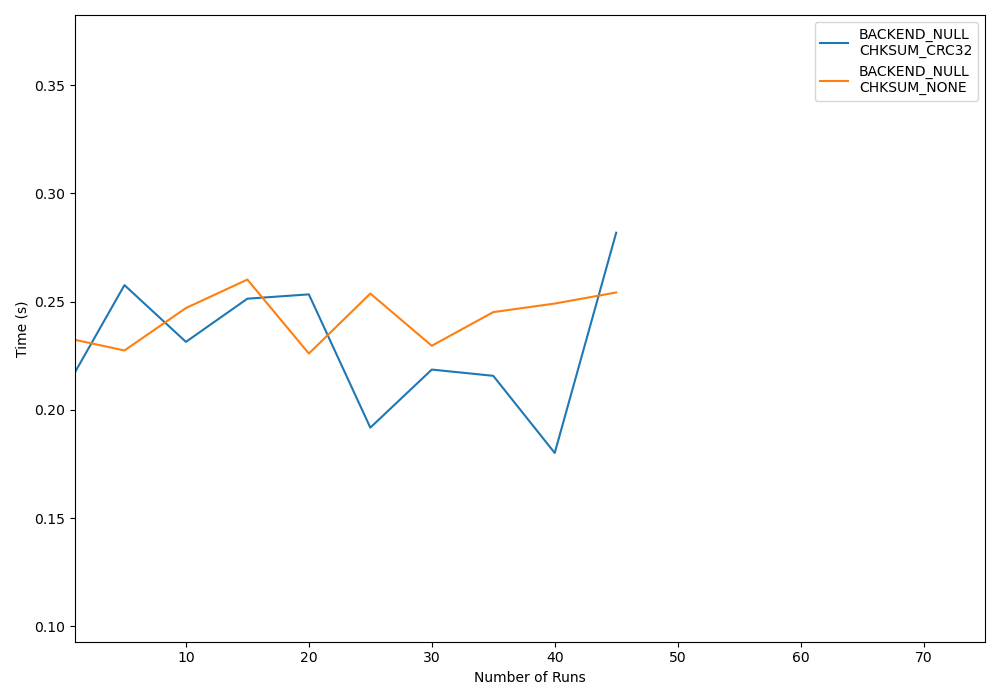 BACKEND_NULL
CHKSUM_CRC32
BACKEND_NULL
CHKSUM_NONE
0.35
0.30
0.25
0.20
0.15
0.10
Time (s)
10 20 30 40 50 60 70
Number of Runs